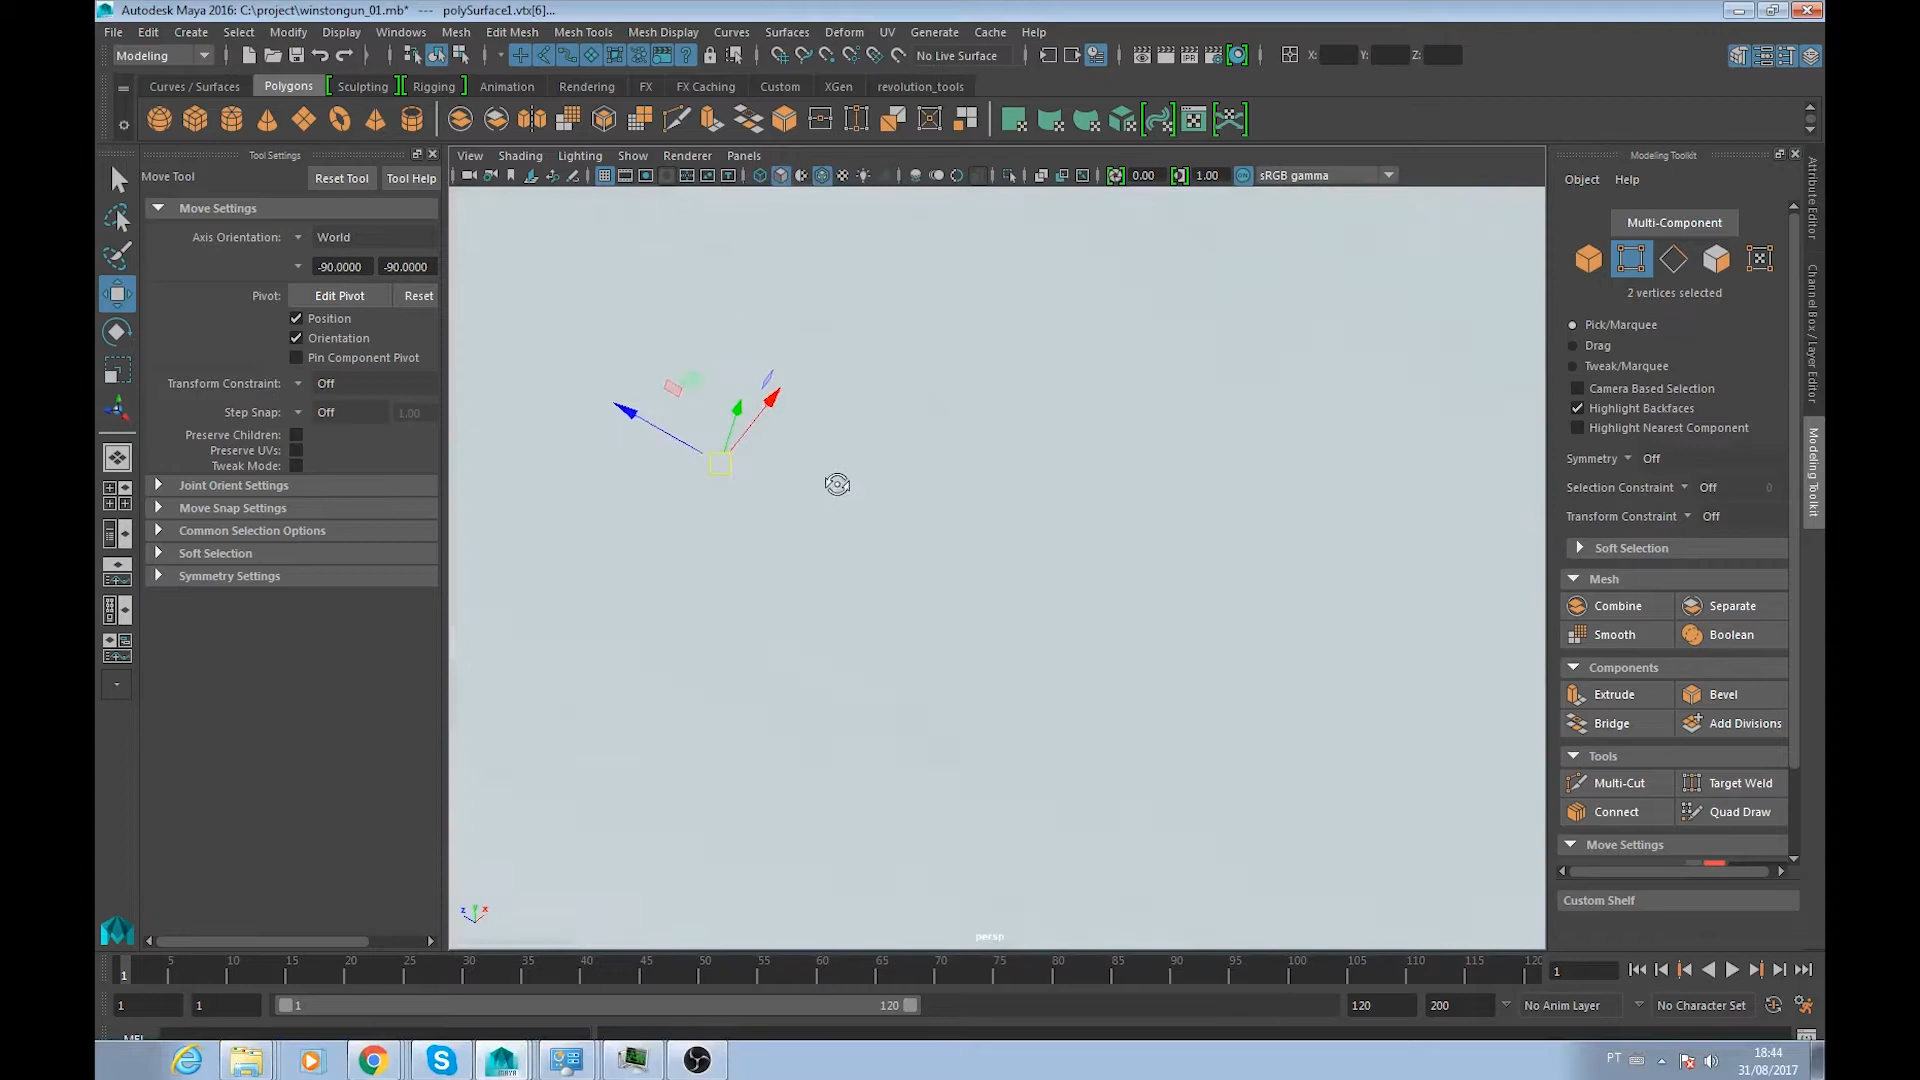 Autodesk Maya 2016: C:\project\winstongun_01.mb*   ---   polySurface1.vtx[6]...
File Edit Create Select Modify Display Windows Mesh Edit Mesh Mesh Tools Mesh Display Curves Surfaces Deform UV Generate Cache Help
Modeling No Live Surface X: Y: Z:
Curves / Surfaces Polygons Sculpting Rigging Animation Rendering FX FX Caching Custom XGen revolution_tools
Tool Settings
Move Tool Reset Tool Tool Help
Move Settings
Axis Orientation: World
-90.0000 -90.0000
Pivot: Edit Pivot Reset
Position
Orientation
Pin Component Pivot
Transform Constraint: Off
Step Snap: Off 1.00
Preserve Children:
Preserve UVs:
Tweak Mode:
Joint Orient Settings
Move Snap Settings
Common Selection Options
Soft Selection
Symmetry Settings
View Shading Lighting Show Renderer Panels
IPR 0.00 1.00 ON sRGB gamma
z x
persp
Modeling Toolkit
Object Help
Multi-Component
2 vertices selected
Pick/Marquee
Drag
Tweak/Marquee
Camera Based Selection
Highlight Backfaces
Highlight Nearest Component
Symmetry Off
Selection Constraint Off 0
Transform Constraint Off
Soft Selection
Mesh
Combine Separate
Smooth Boolean
Components
Extrude Bevel
Bridge Add Divisions
Tools
Multi-Cut Target Weld
Connect Quad Draw
Move Settings
Custom Shelf
Attribute Editor
Channel Box / Layer Editor
Modeling Toolkit
1 5 10 15 20 25 30 35 40 45 50 55 60 65 70 75 80 85 90 95 100 105 110 115 120 1
1 1 1 120 120 200 No Anim Layer No Character Set
MEL
MAYA
PT 18:44
31/08/2017